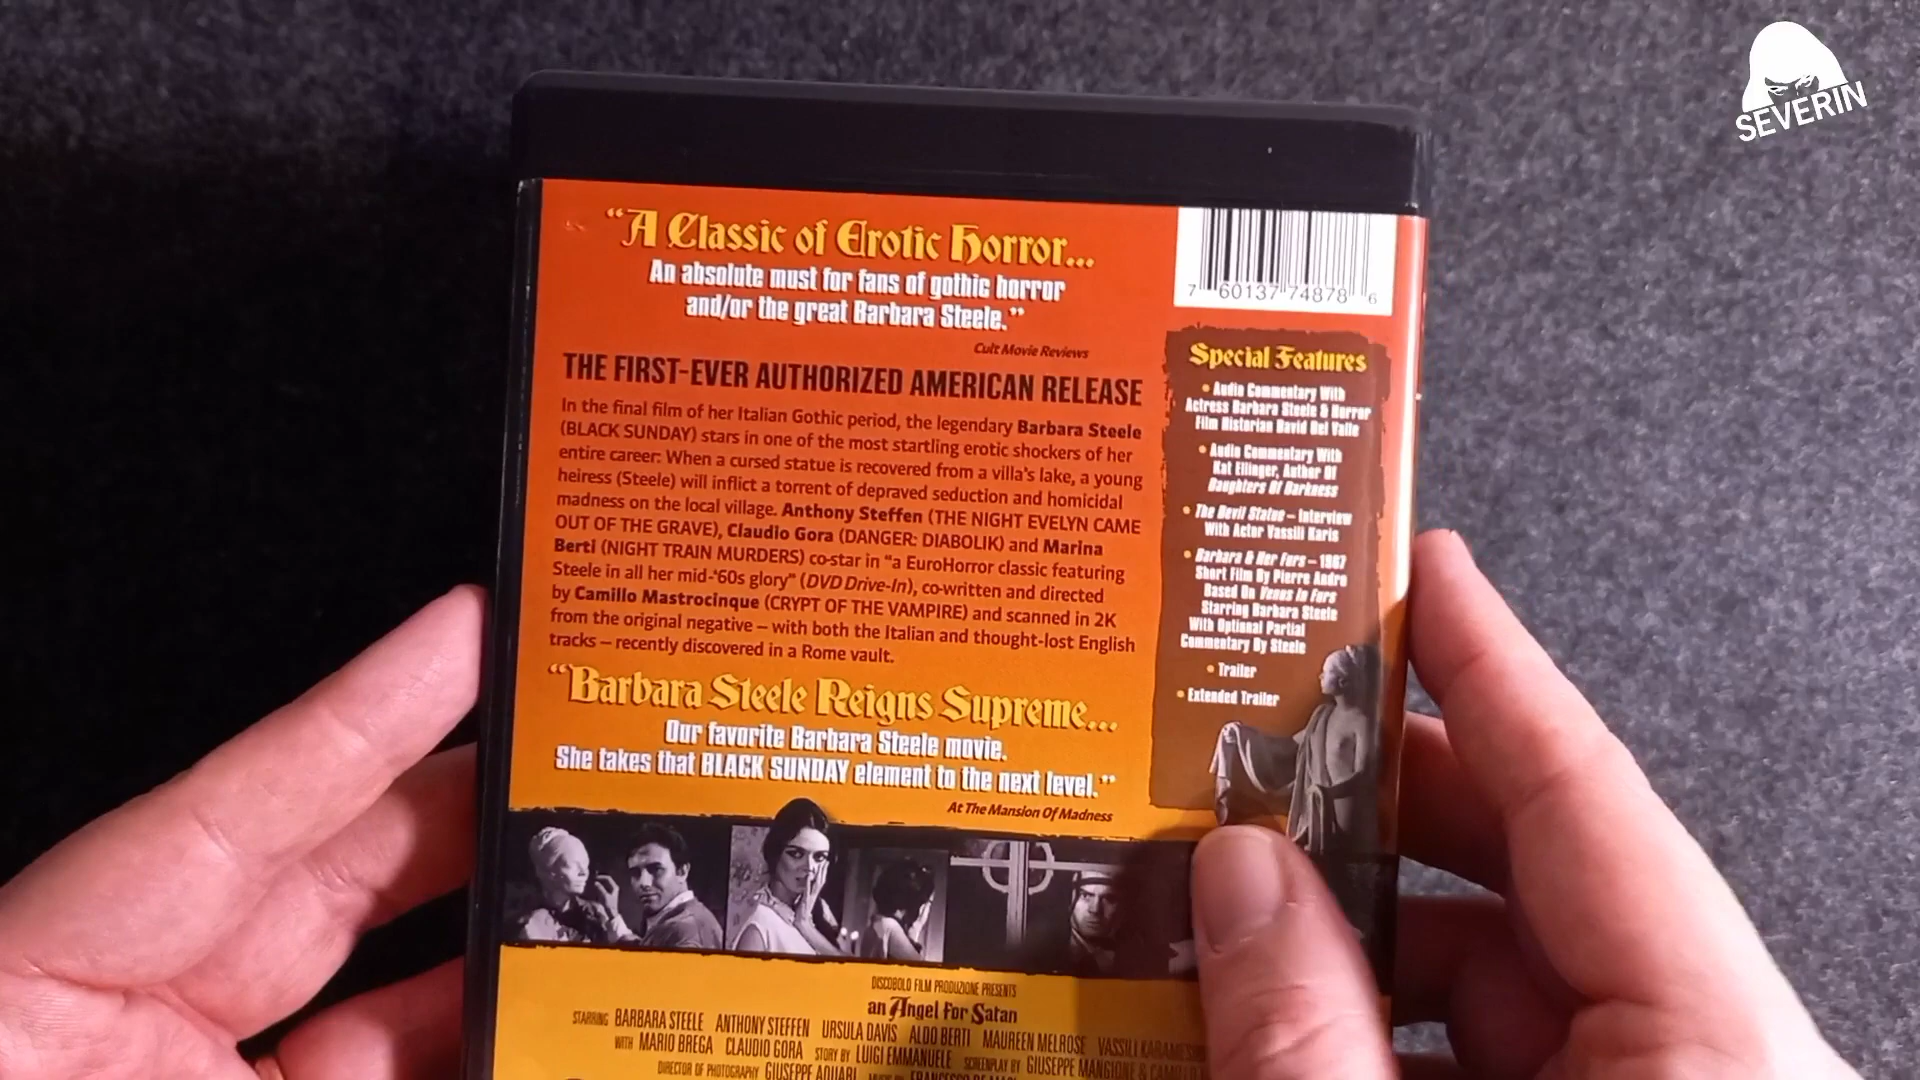 SEVERIN
“A Classic of Erotic Horror...
An absolute must for fans of gothic horror
and/or the great Barbara Steele.”
Cult Movie Reviews
THE FIRST-EVER AUTHORIZED AMERICAN RELEASE
In the final film of her Italian Gothic period, the legendary Barbara Steele
(BLACK SUNDAY) stars in one of the most startling erotic shockers of her
entire career: When a cursed statue is recovered from a villa's lake, a young
heiress (Steele) will inflict a torrent of depraved seduction and homicidal
madness on the local village. Anthony Steffen (THE NIGHT EVELYN CAME
OUT OF THE GRAVE), Claudio Gora (DANGER: DIABOLIK) and Marina
Berti (NIGHT TRAIN MURDERS) co-star in “a EuroHorror classic featuring
Steele in all her mid-‘60s glory” (DVD Drive-In), co-written and directed
by Camillo Mastrocinque (CRYPT OF THE VAMPIRE) and scanned in 2K
from the original negative – with both the Italian and thought-lost English
tracks – recently discovered in a Rome vault.
“Barbara Steele Reigns Supreme...
Our favorite Barbara Steele movie.
She takes that BLACK SUNDAY element to the next level.”
At The Mansion Of Madness
7 60137 74878 6
Special Features
• Audio Commentary With
Actress Barbara Steele & Horror
Film Historian David Del Valle
• Audio Commentary With
Kat Ellinger, Author Of
Daughters Of Darkness
• The Devil Statue – Interview
With Actor Vassili Karis
• Barbara & Her Furs – 1967
Short Film By Pierre Andro
Based On Venus In Furs
Starring Barbara Steele
With Optional Partial
Commentary By Steele
• Trailer
• Extended Trailer
DISCOBOLO FILM PRODUZIONE PRESENTS
an Angel for Satan
STARRING BARBARA STEELE ANTHONY STEFFEN URSULA DAVIS ALDO BERTI MAUREEN MELROSE VASSILI
WITH MARIO BREGA CLAUDIO GORA STORY BY LUIGI EMMANUELE SCREENPLAY BY GIUSEPPE MANGIONE & CAMILLO
DIRECTOR OF PHOTOGRAPHY GIUSEPPE AQUARI